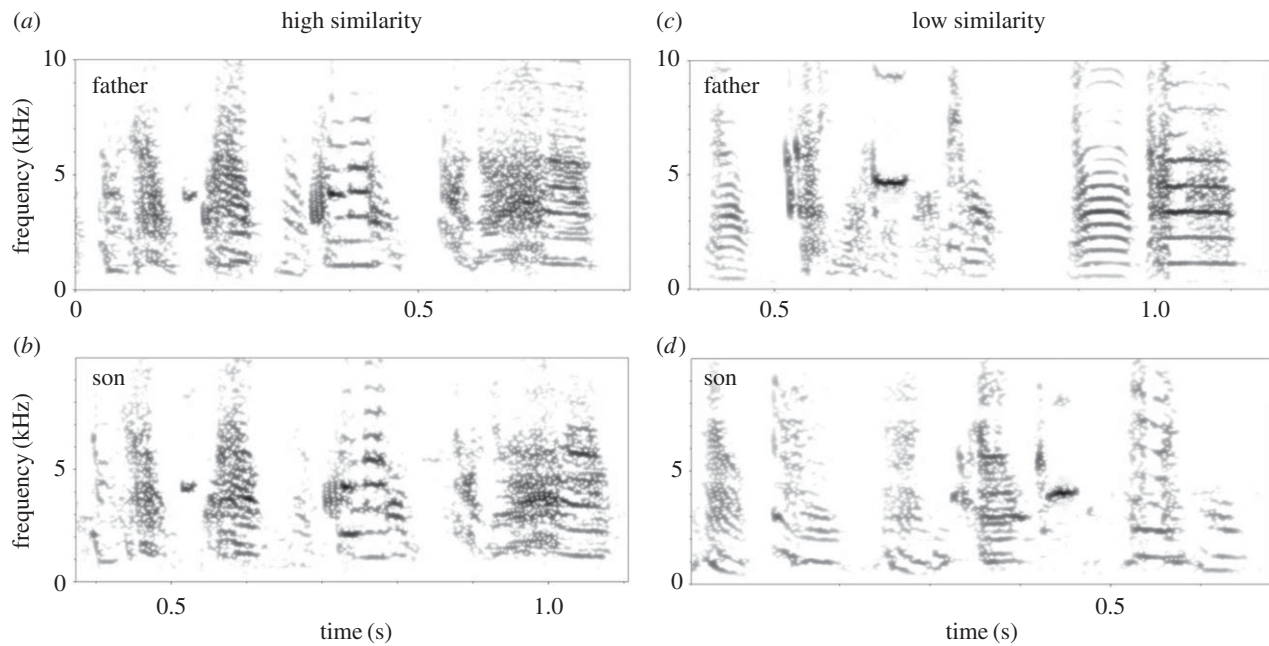 (a) high similarity
10
father
frequency (kHz)
5
0
0 0.5
(b)
son
frequency (kHz)
5
0
0.5 1.0
time (s)
(c) low similarity
10
father
5
0
0.5 1.0
(d)
son
5
0
0.5
time (s)